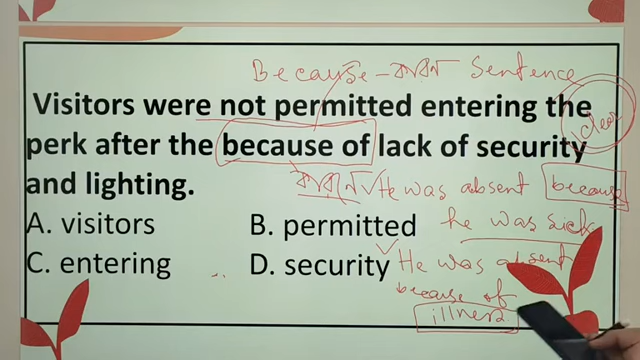 Because - কারণ Sentence
Visitors were not permitted entering the
perk after the because of lack of security
and lighting.
clear
কারণ He was absent because
A. visitors B. permitted he was sick
C. entering D. security He was absent
because of
illness